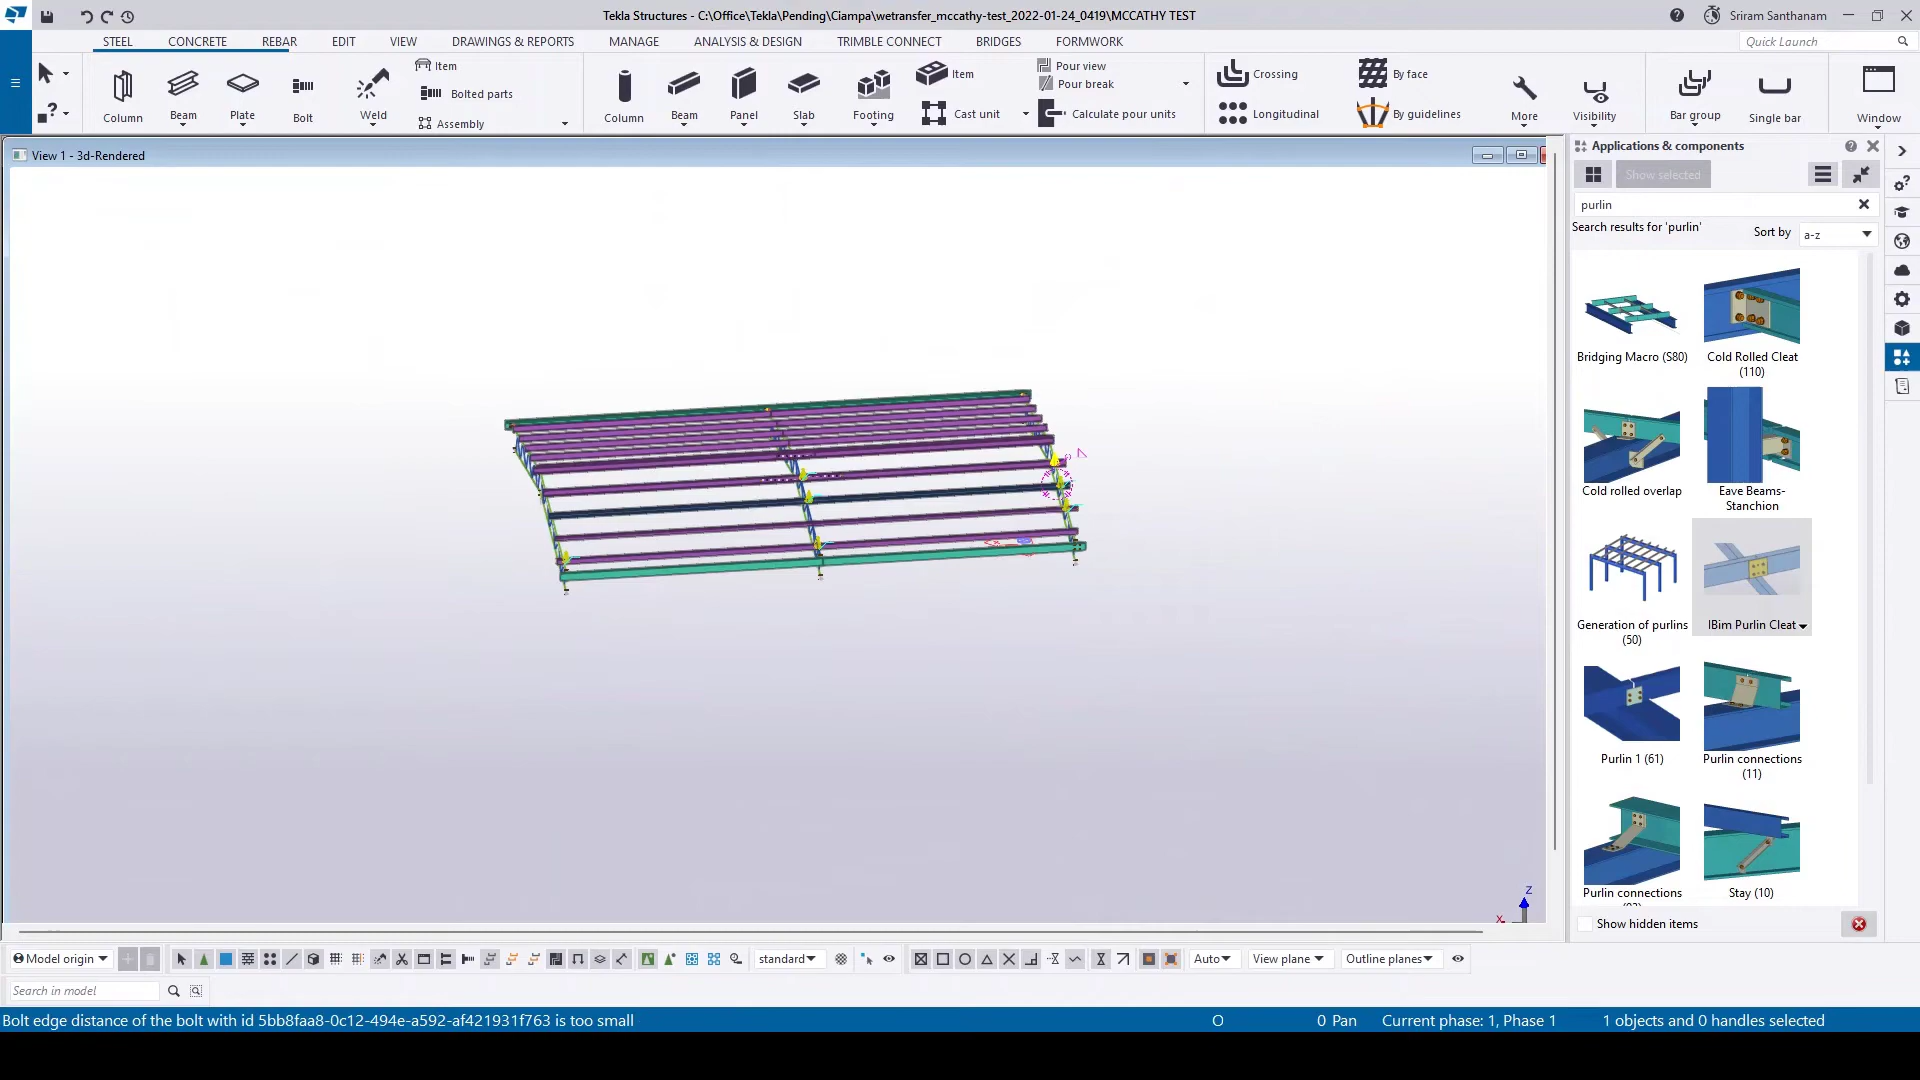 Tekla Structures - C:\Office\Tekla\Pending\Ciampa\wetransfer_mccathy-test_2022-01-24_0419\MCCATHY TEST
Sriram Santhanam
STEEL CONCRETE REBAR EDIT VIEW DRAWINGS & REPORTS MANAGE ANALYSIS & DESIGN TRIMBLE CONNECT BRIDGES FORMWORK
Quick Launch
Column Beam Plate Bolt Weld
Item
Bolted parts
Assembly
Column Beam Panel Slab Footing
Item
Cast unit
Pour view
Pour break
Calculate pour units
Crossing
Longitudinal
By face
By guidelines
More Visibility Bar group Single bar Window
View 1 - 3d-Rendered
Applications & components
Show selected
purlin
Search results for 'purlin'
Sort by a-z
Bridging Macro (S80)
Cold Rolled Cleat
(110)
Cold rolled overlap
Eave Beams-
Stanchion
Generation of purlins
(50)
IBim Purlin Cleat
Purlin 1 (61)
Purlin connections
(11)
Purlin connections
Stay (10)
Show hidden items
Z
X
Model origin
standard
Auto
View plane
Outline planes
Search in model
Bolt edge distance of the bolt with id 5bb8faa8-0c12-494e-a592-af421931f763 is too small
O
0 Pan
Current phase: 1, Phase 1
1 objects and 0 handles selected